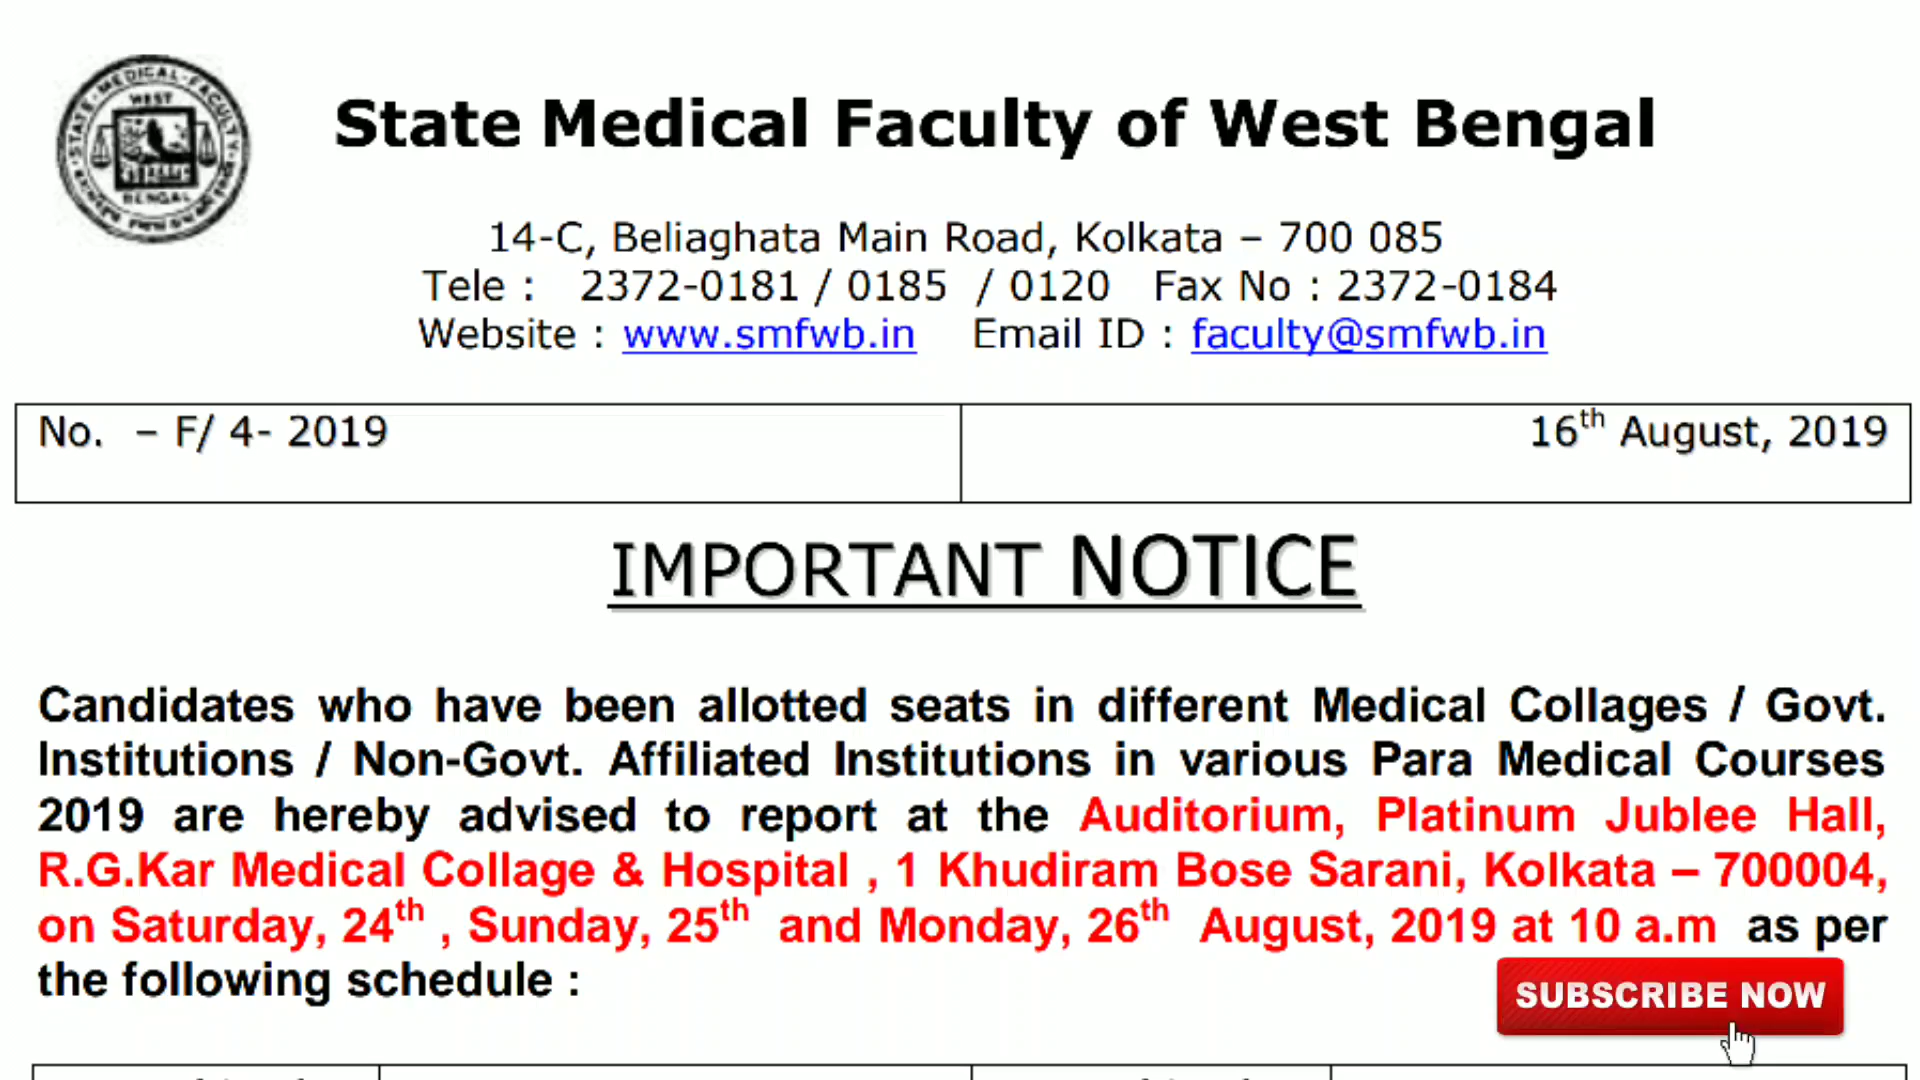 STATE-MEDICAL-FACULTY
WEST
BENGAL
State Medical Faculty of West Bengal
14-C, Beliaghata Main Road, Kolkata – 700 085
Tele :   2372-0181 / 0185  / 0120   Fax No : 2372-0184
Website : www.smfwb.in    Email ID : faculty@smfwb.in
No.  – F/ 4- 2019
16th August, 2019
IMPORTANT NOTICE
Candidates who have been allotted seats in different Medical Collages / Govt.
Institutions / Non-Govt. Affiliated Institutions in various Para Medical Courses
2019 are hereby advised to report at the Auditorium, Platinum Jublee Hall,
R.G.Kar Medical Collage & Hospital , 1 Khudiram Bose Sarani, Kolkata – 700004,
on Saturday, 24th , Sunday, 25th  and Monday, 26th  August, 2019 at 10 a.m  as per
the following schedule :
SUBSCRIBE NOW